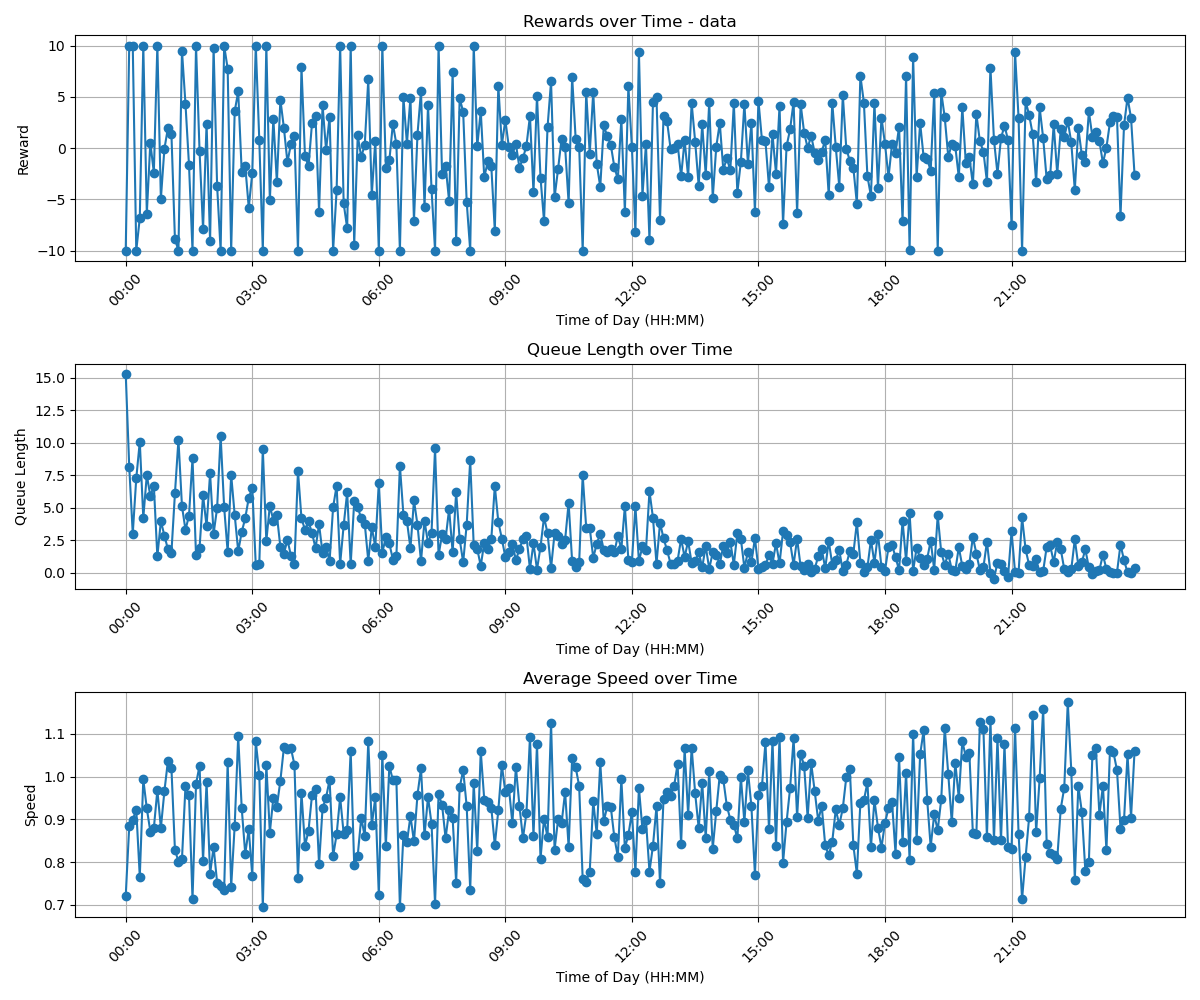 Rewards over Time - data
10
5
0
−5
−10
Reward
00:00 03:00 06:00 09:00 12:00 15:00 18:00 21:00
Time of Day (HH:MM)
Queue Length over Time
15.0
12.5
10.0
7.5
5.0
2.5
0.0
Queue Length
00:00 03:00 06:00 09:00 12:00 15:00 18:00 21:00
Time of Day (HH:MM)
Average Speed over Time
1.1
1.0
0.9
0.8
0.7
Speed
00:00 03:00 06:00 09:00 12:00 15:00 18:00 21:00
Time of Day (HH:MM)